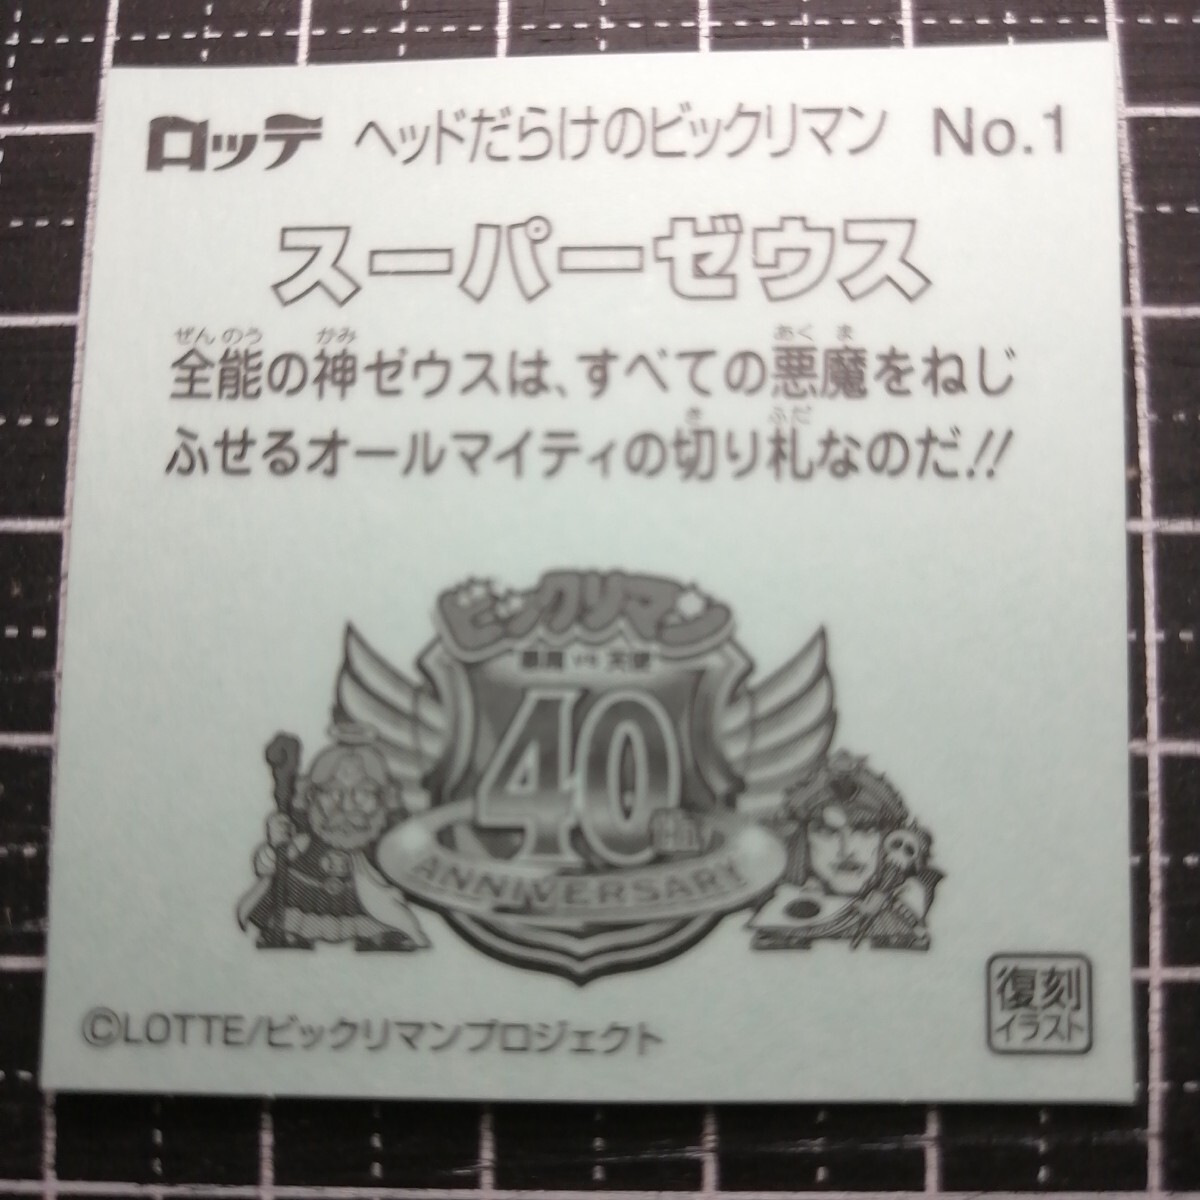 ロッテ ヘッドだらけのビックリマン No.1
スーパーゼウス
ぜんのう かみ あくま
全能の神ゼウスは、すべての悪魔をねじ
き ふだ
ふせるオールマイティの切り札なのだ!!
ビックリマン
悪魔VS天使
40th
ANNIVERSARY
復刻
イラスト
©LOTTE/ビックリマンプロジェクト